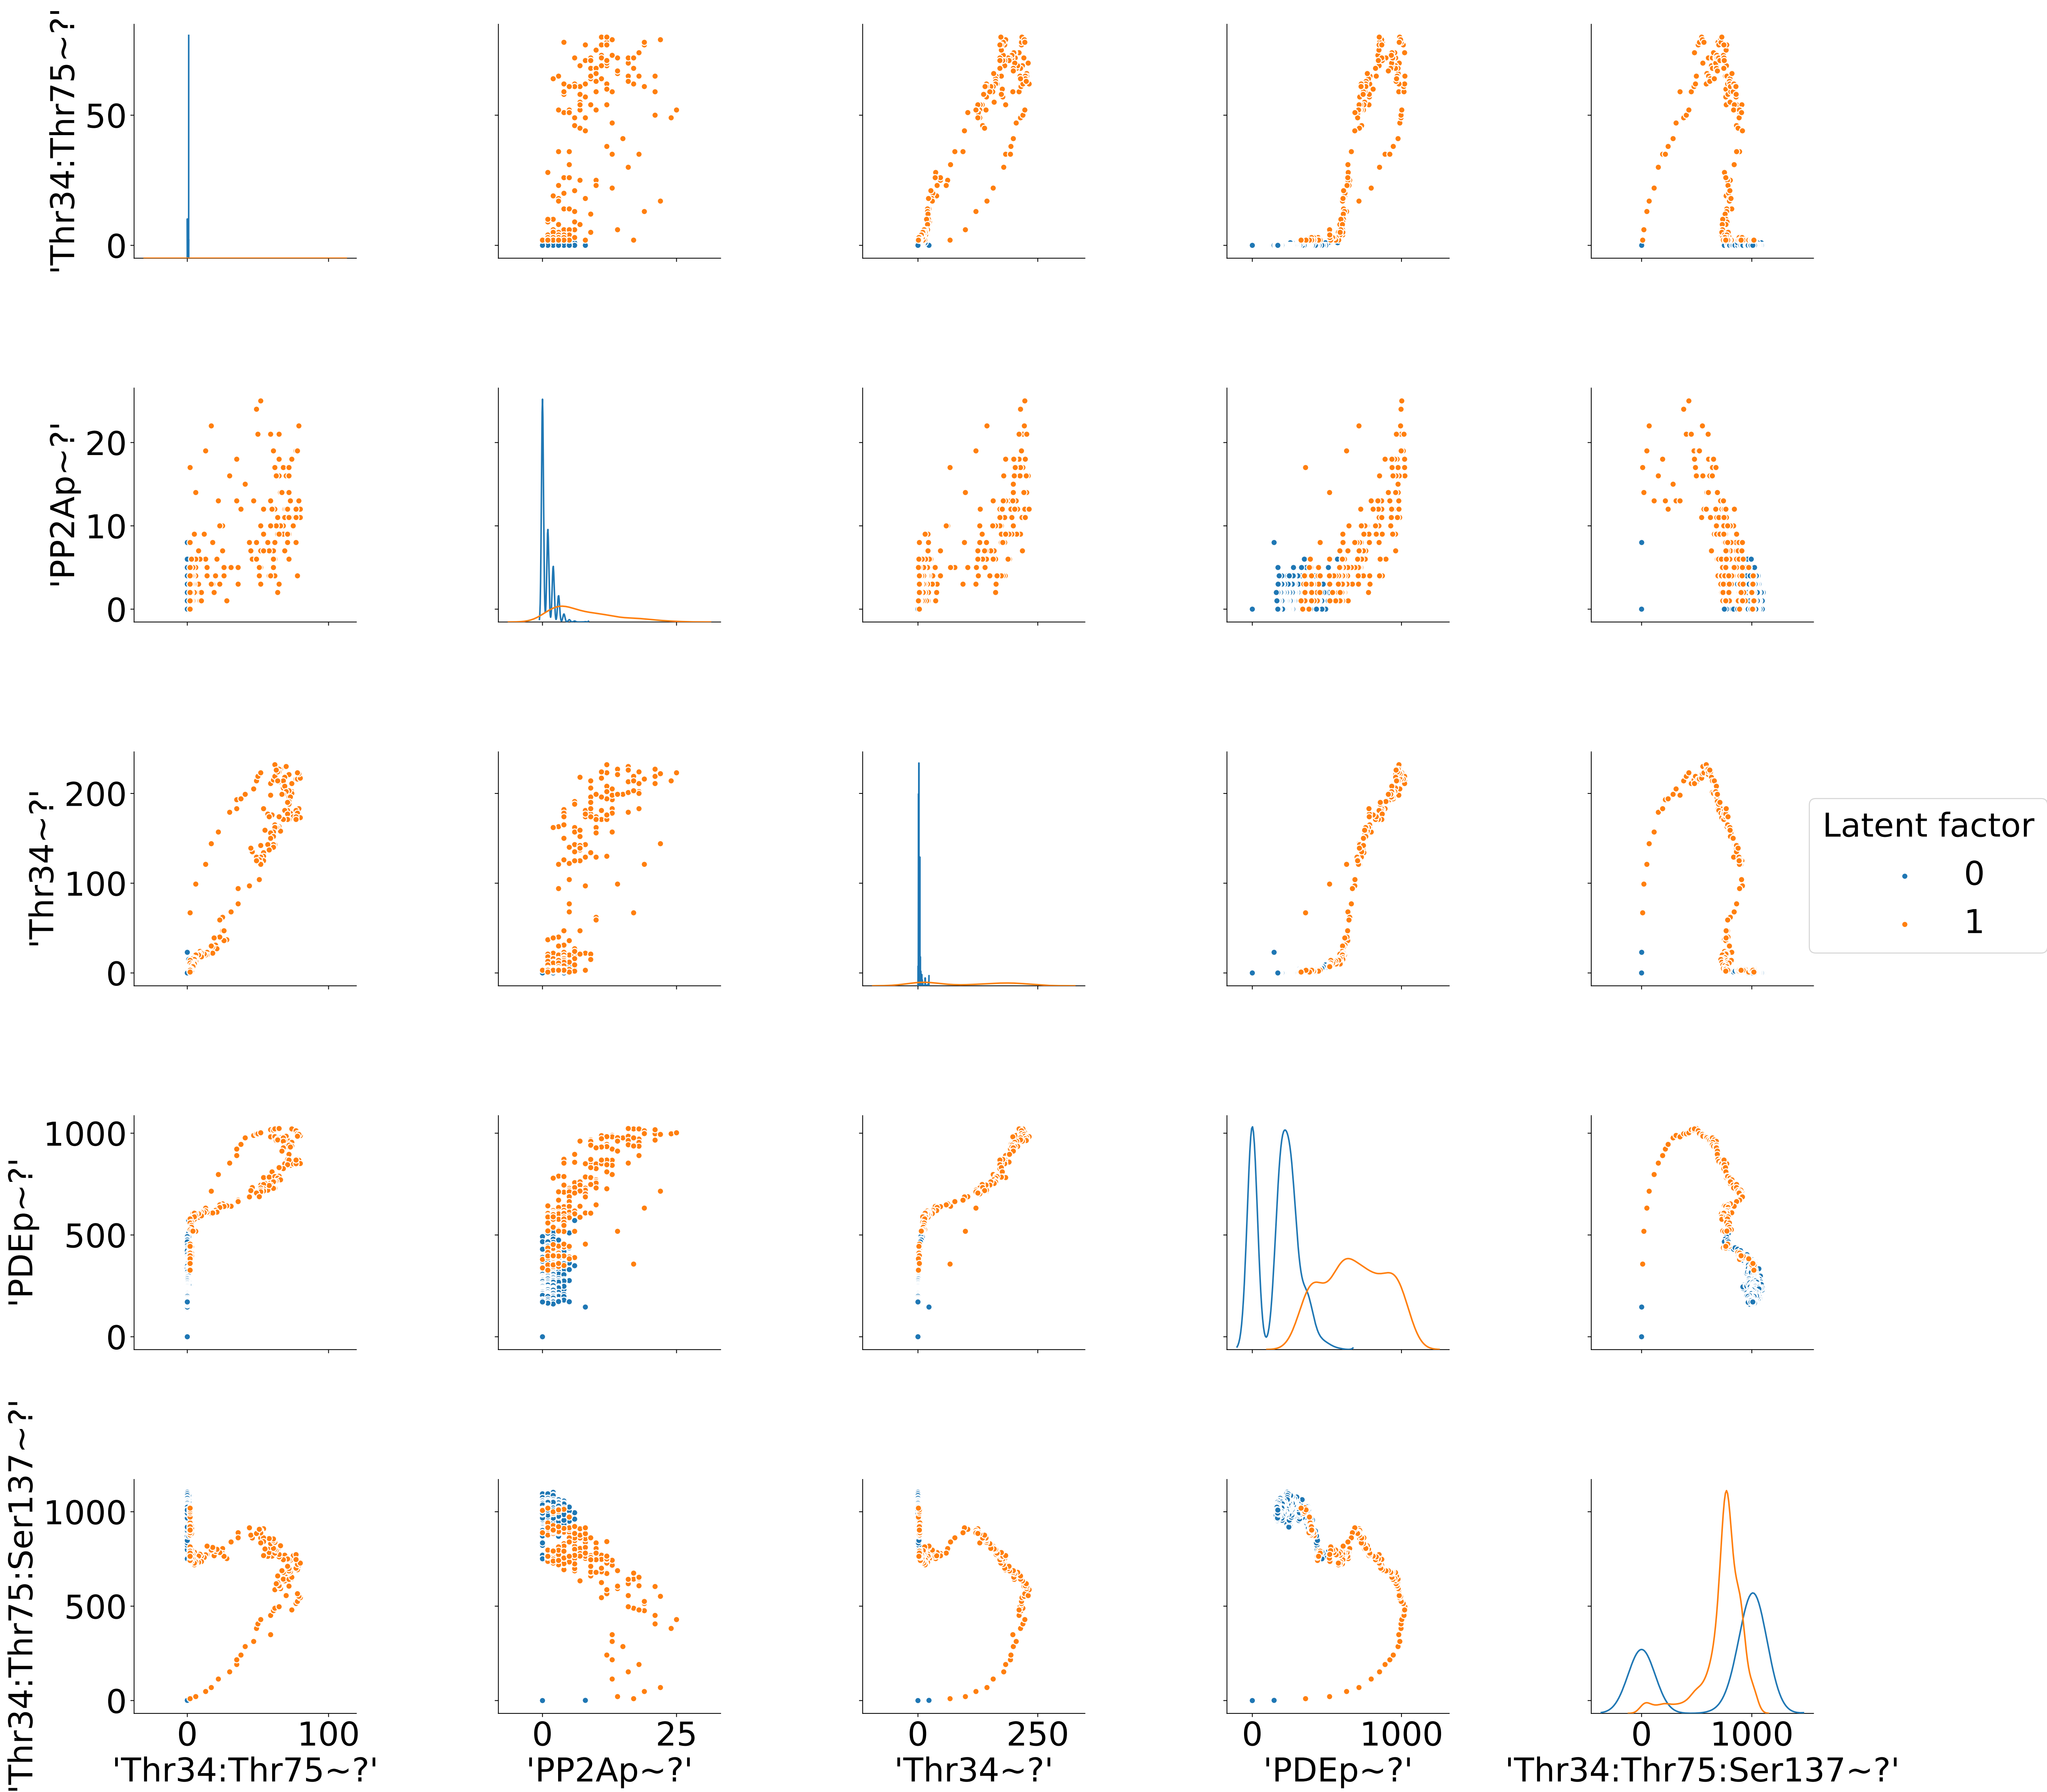 'Thr34:Thr75~?'
50
0
'PP2Ap~?'
20
10
0
'Thr34~?'
200
100
0
Latent factor
0
1
'PDEp~?'
1000
500
0
'Thr34:Thr75:Ser137~?'
1000
500
0
0 100 0 25 0 250 0 1000 0 1000
'Thr34:Thr75~?' 'PP2Ap~?' 'Thr34~?' 'PDEp~?' 'Thr34:Thr75:Ser137~?'